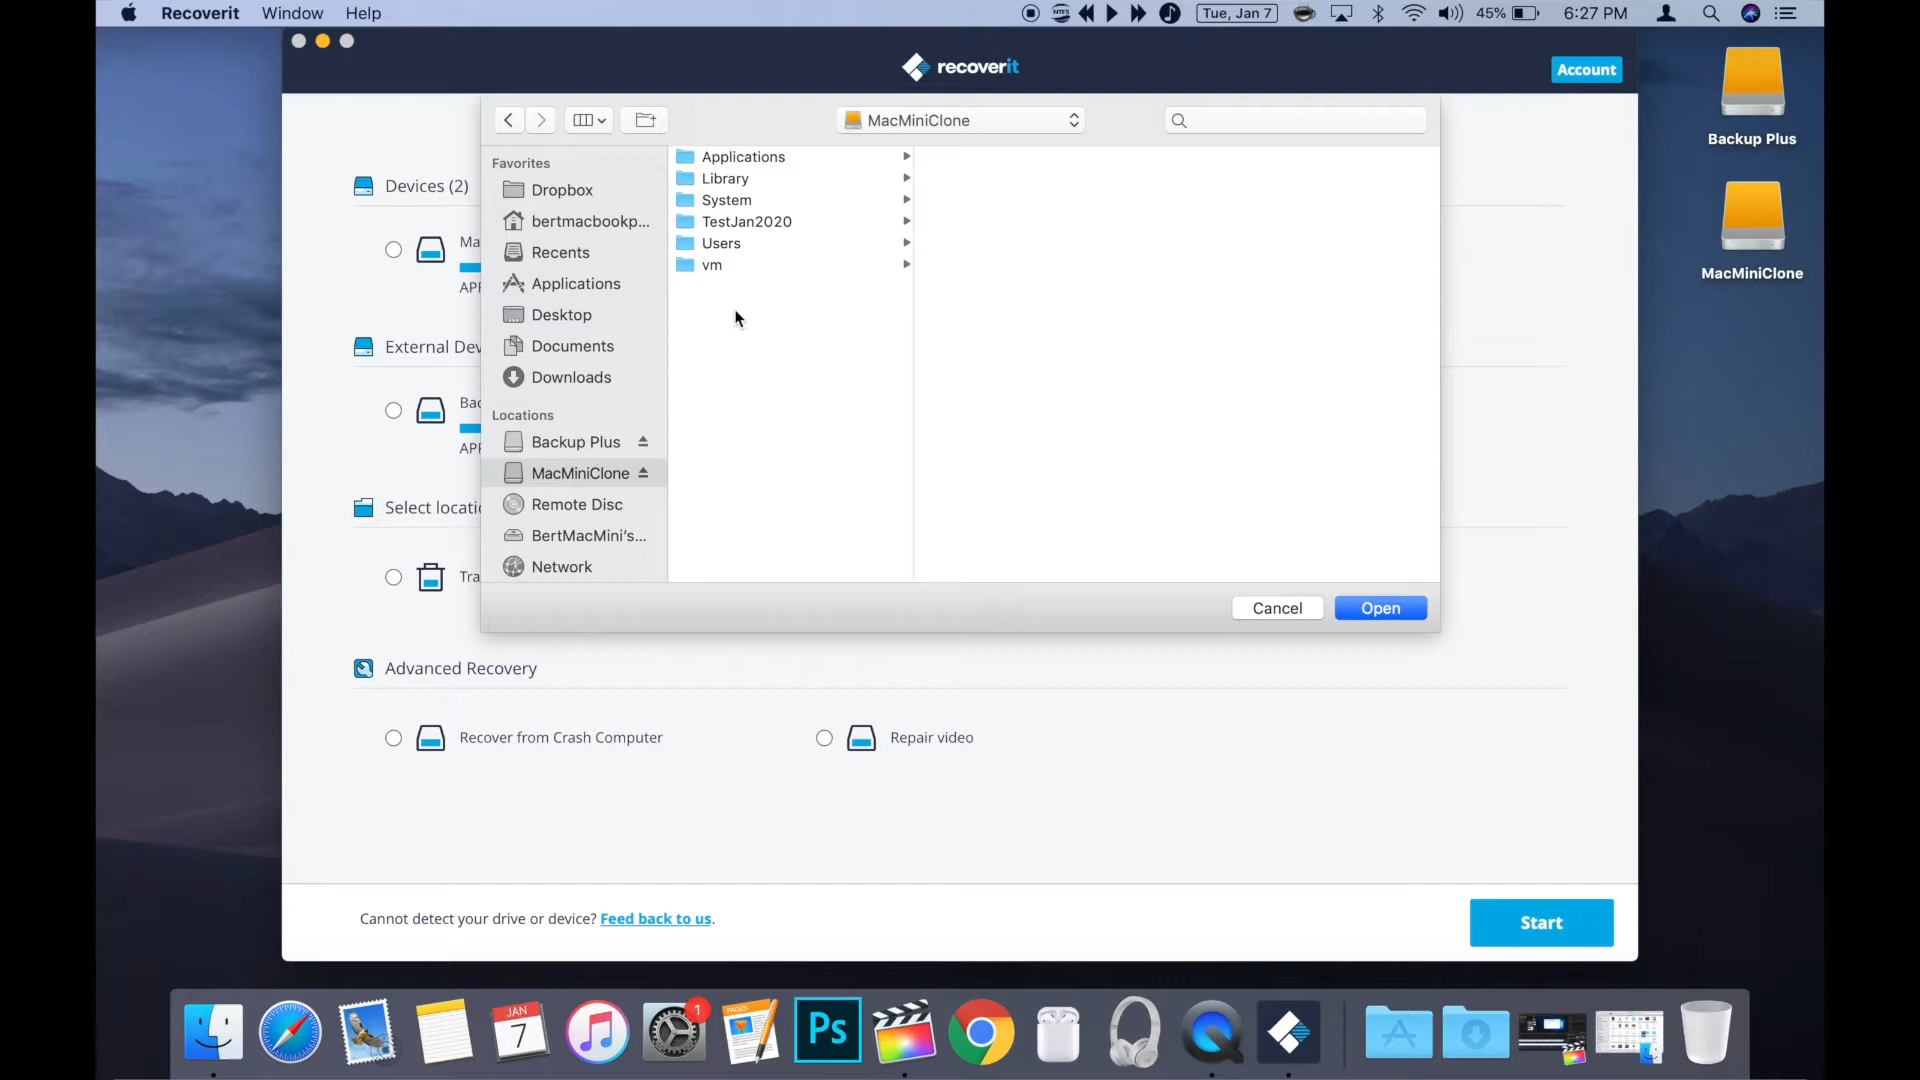 Recoverit Window Help
NTFS Tue, Jan 7 45% 6:27 PM
recoverit
Account
Backup Plus
MacMiniClone
MacMiniClone
Favorites
Dropbox
bertmacbookp...
Recents
Applications
Desktop
Documents
Downloads
Locations
Backup Plus
MacMiniClone
Remote Disc
BertMacMini's...
Network
Applications
Library
System
TestJan2020
Users
vm
Cancel Open
Devices (2)
Ma
APF
External Dev
Bac
APF
Select locati
Tra
Advanced Recovery
Recover from Crash Computer Repair video
Cannot detect your drive or device? Feed back to us.
Start
JAN
7
1
PAGES
Ps